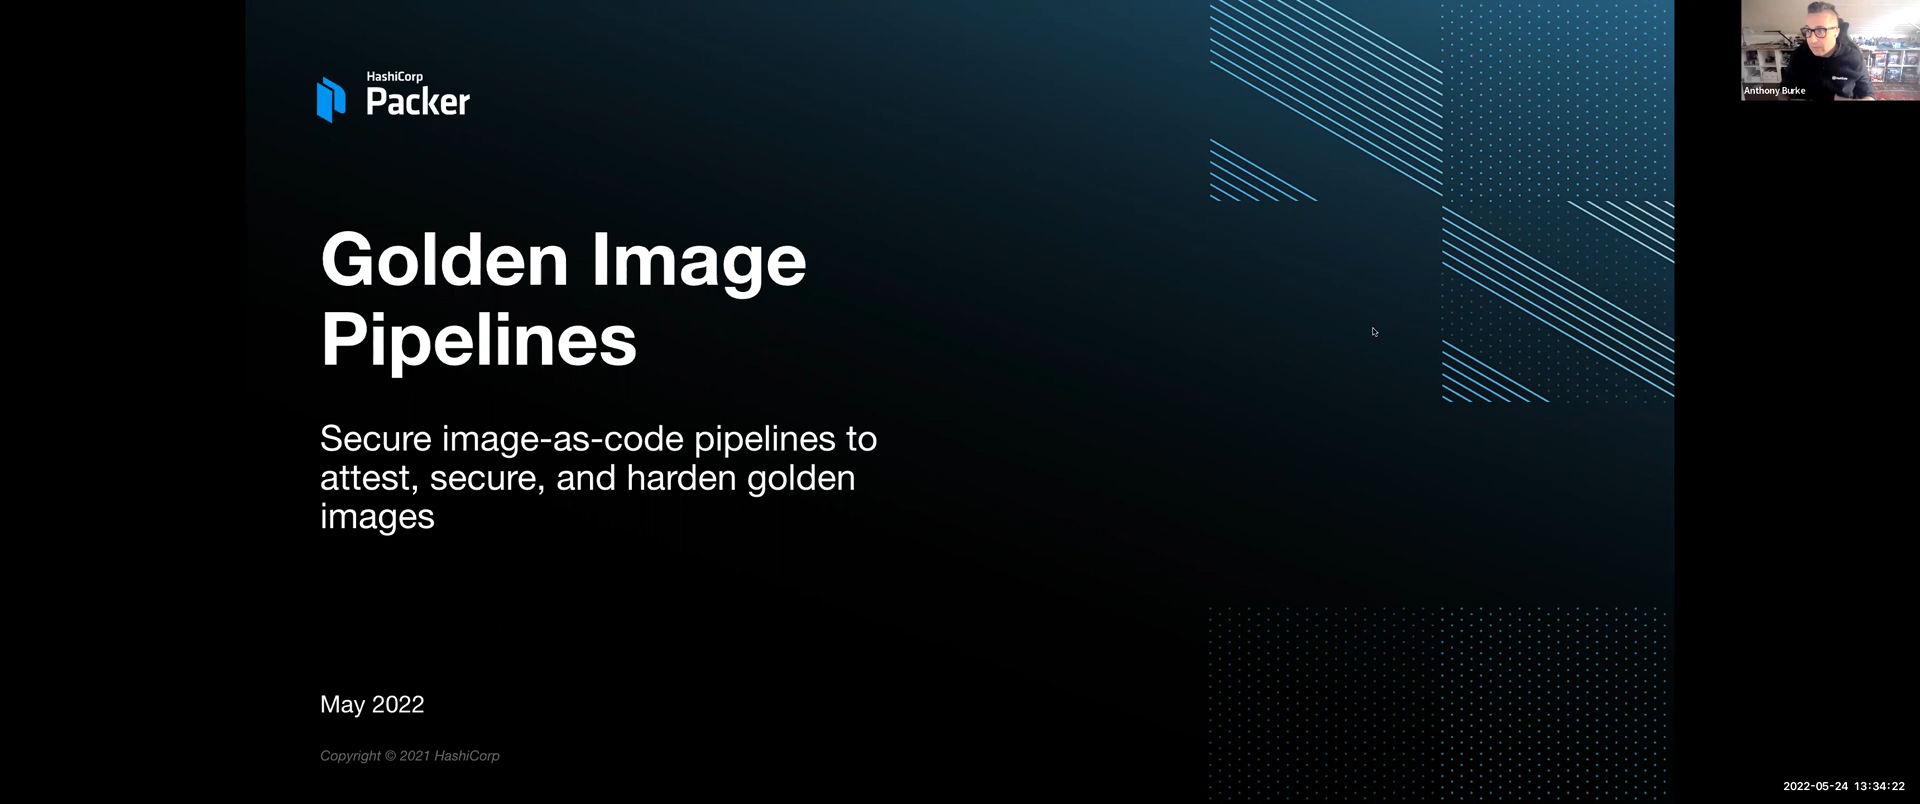 HashiCorp
Packer
Anthony Burke
Golden Image
Pipelines
Secure image-as-code pipelines to
attest, secure, and harden golden
images
May 2022
Copyright © 2021 HashiCorp
2022-05-24 13:34:22